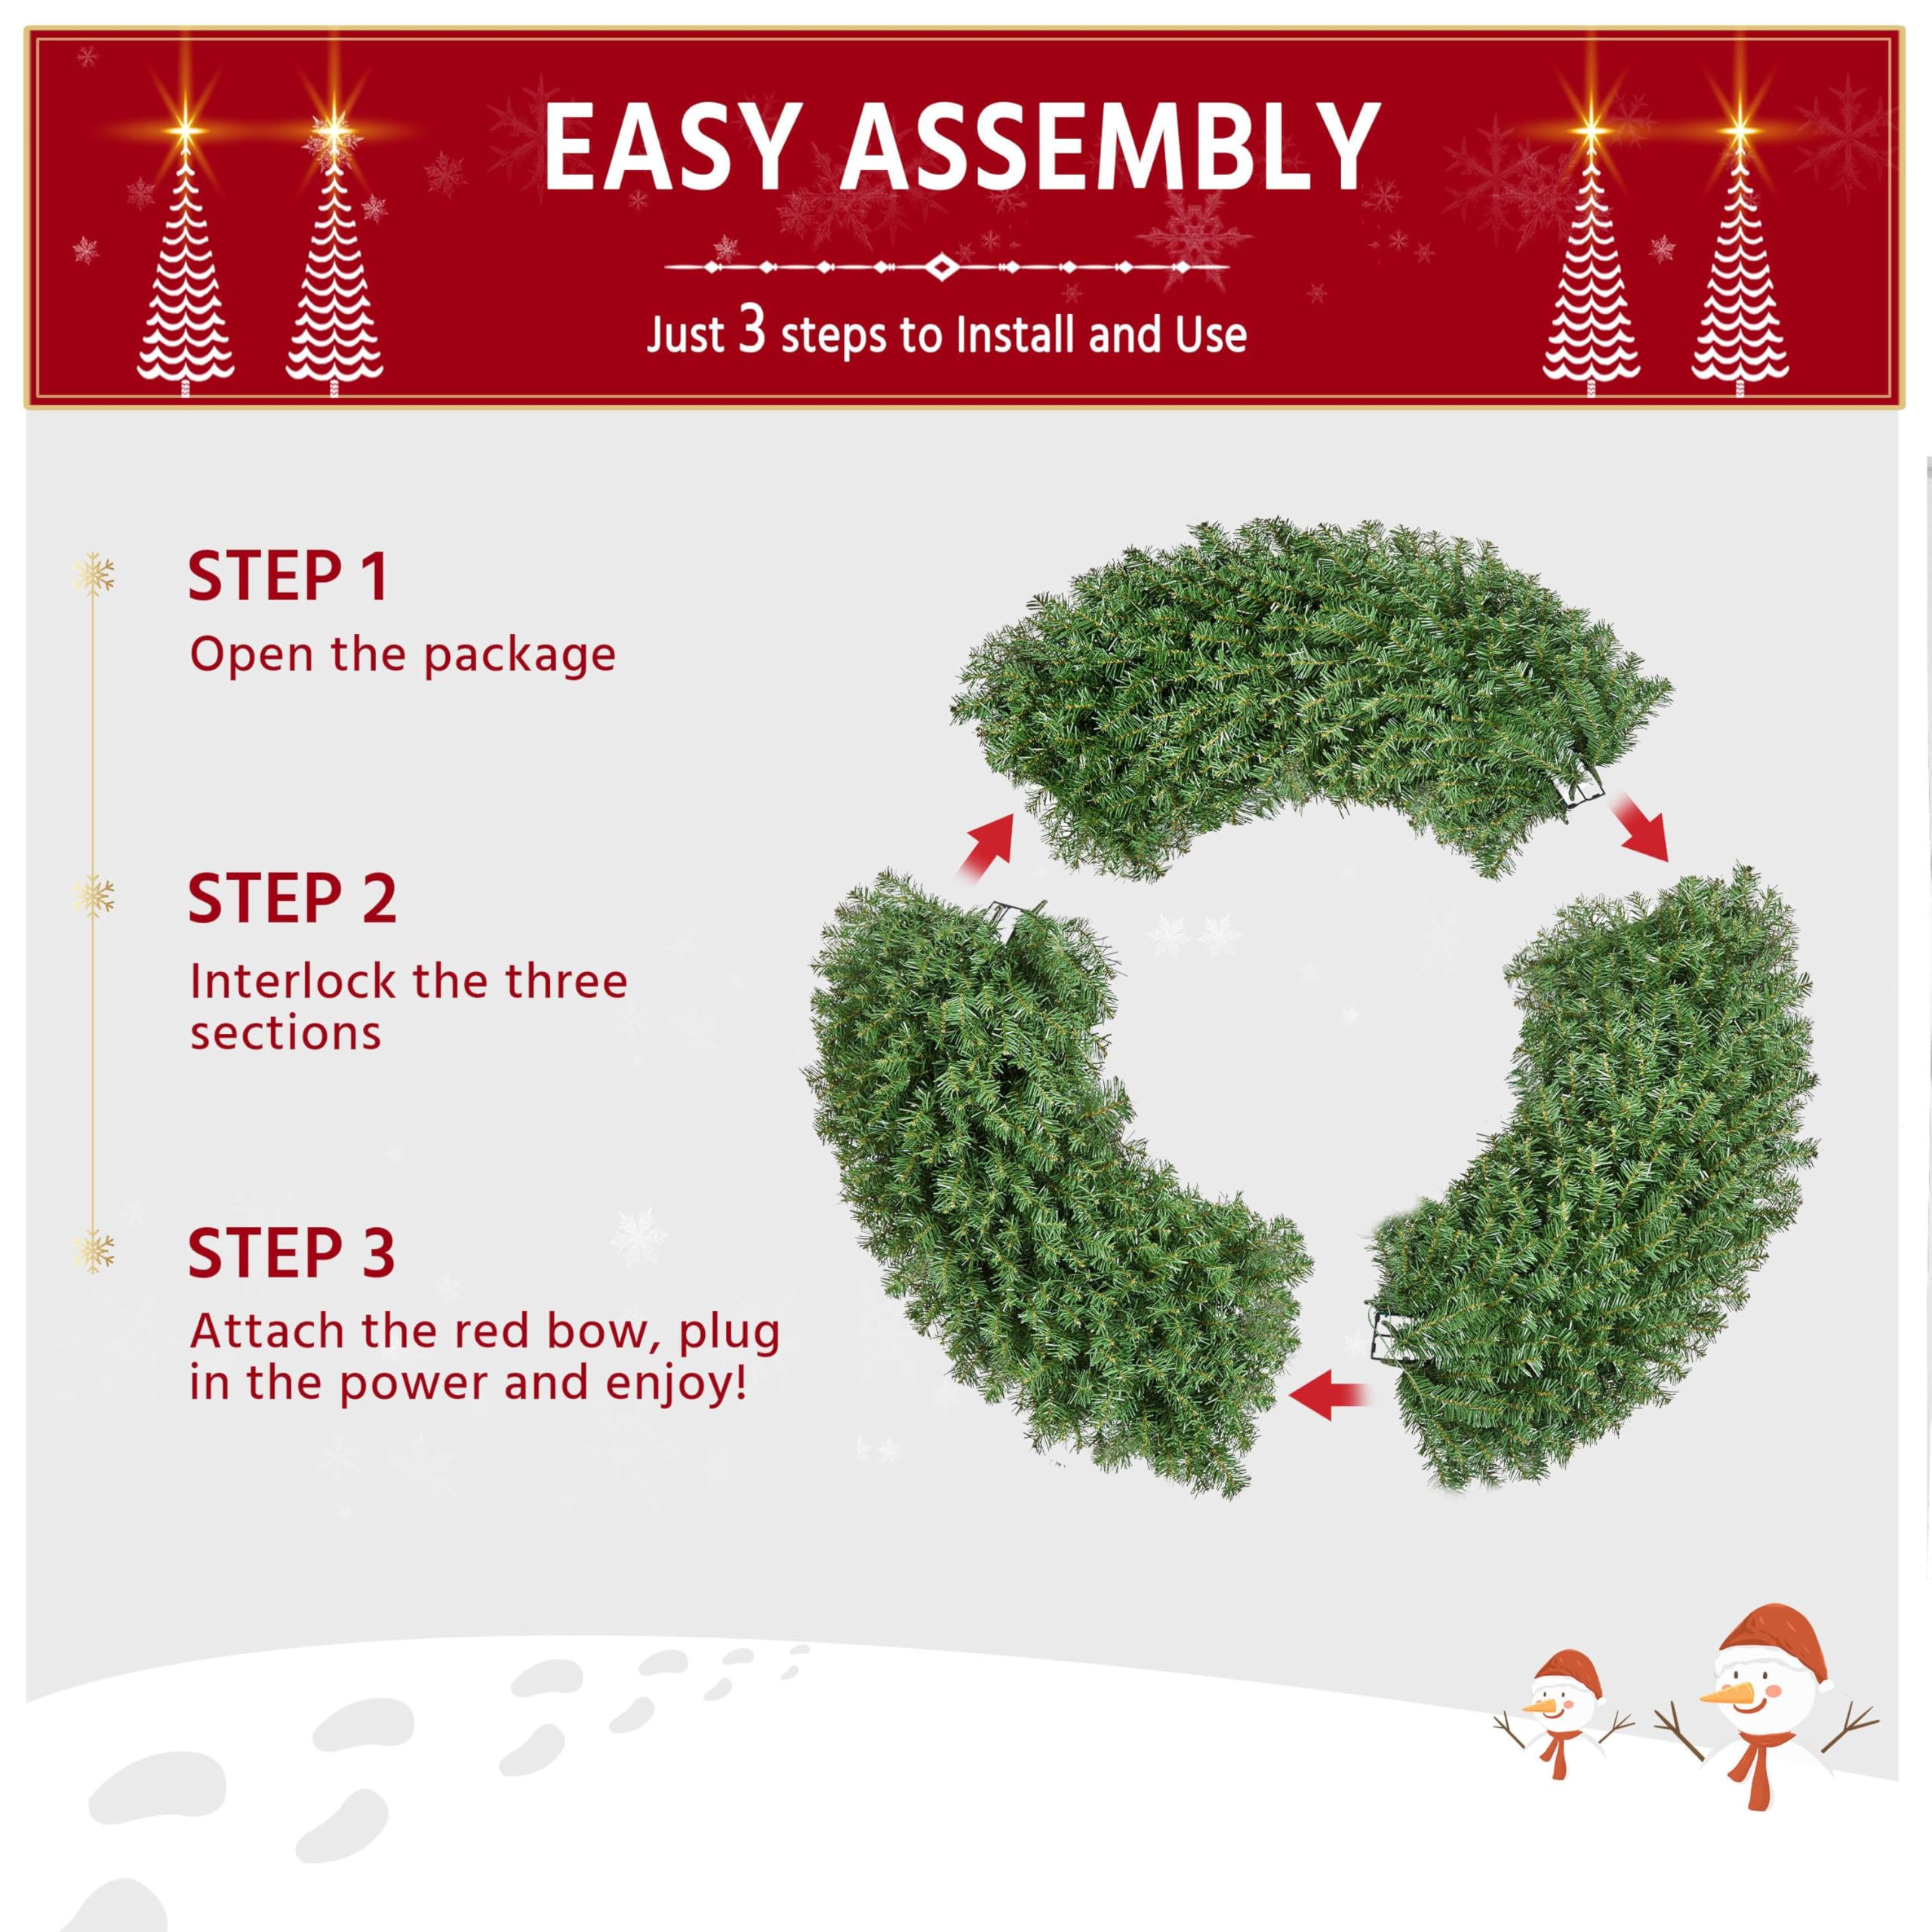 EASY ASSEMBLY
Just 3 steps to Install and Use
STEP 1
Open the package
STEP 2
Interlock the three
sections
STEP 3
Attach the red bow, plug
in the power and enjoy!